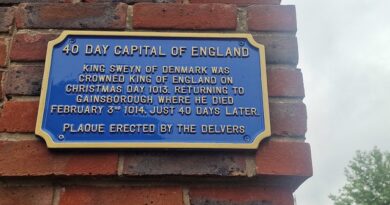 40 DAY CAPITAL OF ENGLAND
KING SWEYN OF DENMARK WAS
CROWNED KING OF ENGLAND ON
CHRISTMAS DAY 1013. RETURNING TO
GAINSBOROUGH WHERE HE DIED
FEBRUARY 3RD 1014, JUST 40 DAYS LATER.
PLAQUE ERECTED BY THE DELVERS